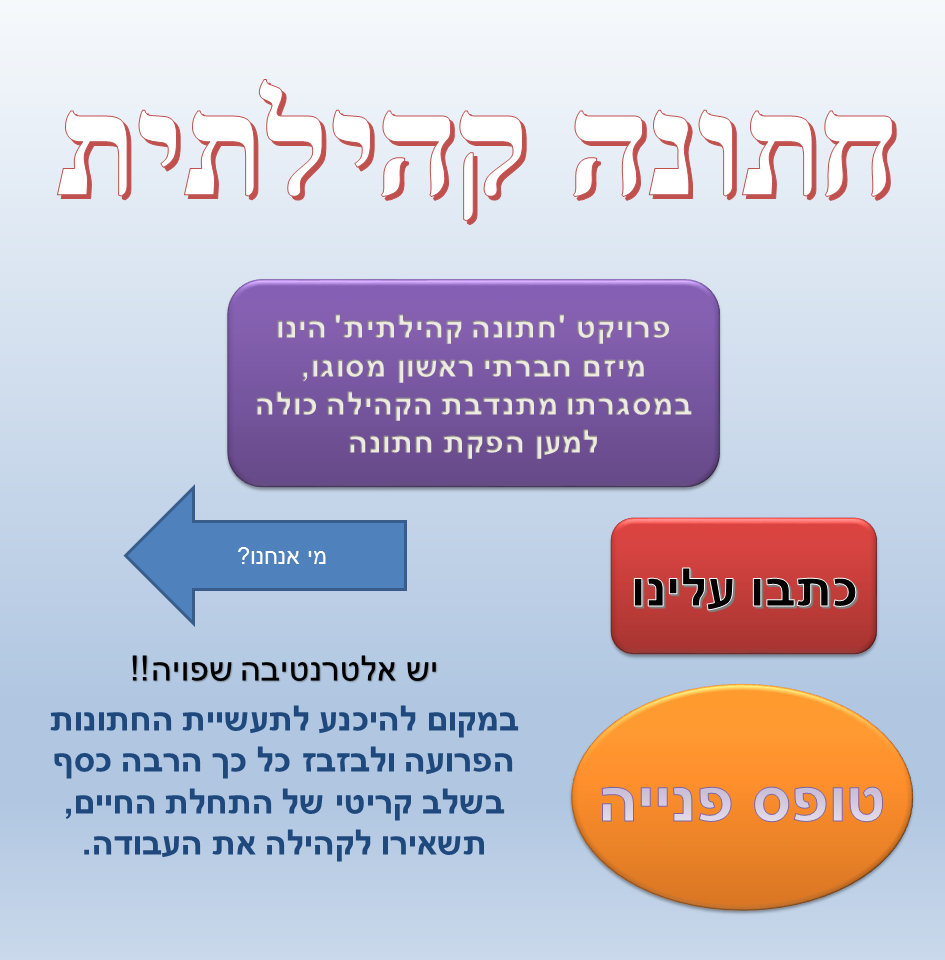 חתונה קהילתית
פרויקט 'חתונה קהילתית' הינו
מיזם חברתי ראשון מסוגו,
במסגרתו מתנדבת הקהילה כולה
למען הפקת חתונה
כתבו עלינו
מי אנחנו?
יש אלטרנטיבה שפויה!!
במקום להיכנע לתעשיית החתונות
הפרועה ולבזבז כל כך הרבה כסף
בשלב קריטי של התחלת החיים,
תשאירו לקהילה את העבודה.
טופס פנייה